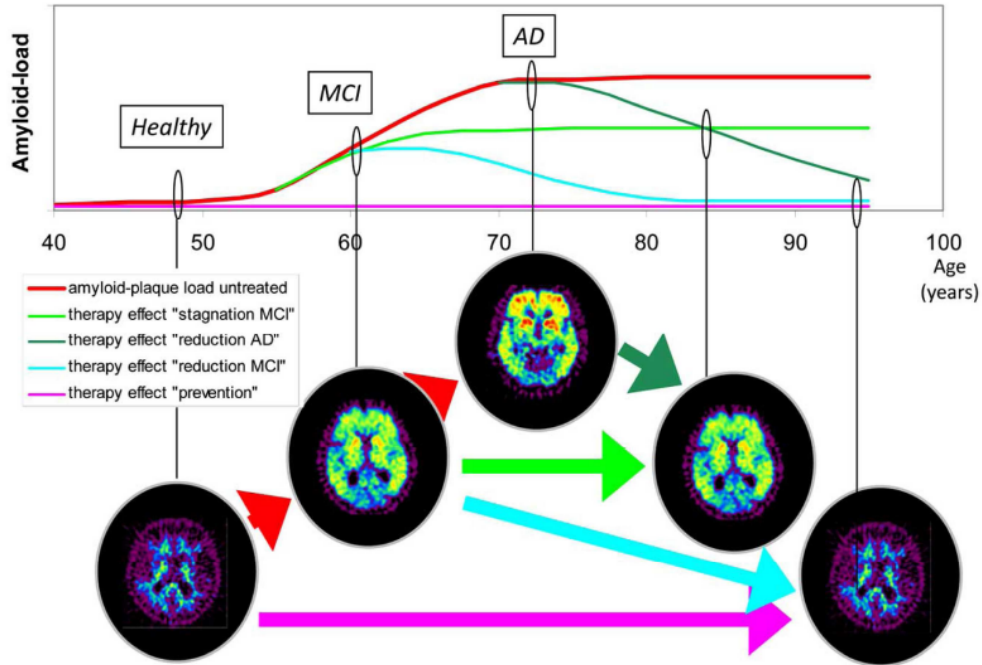 Amyloid-load
AD
MCI
Healthy
40 50 60 70 80 90 100
Age
(years)
amyloid-plaque load untreated
therapy effect "stagnation MCI"
therapy effect "reduction AD"
therapy effect "reduction MCI"
therapy effect "prevention"